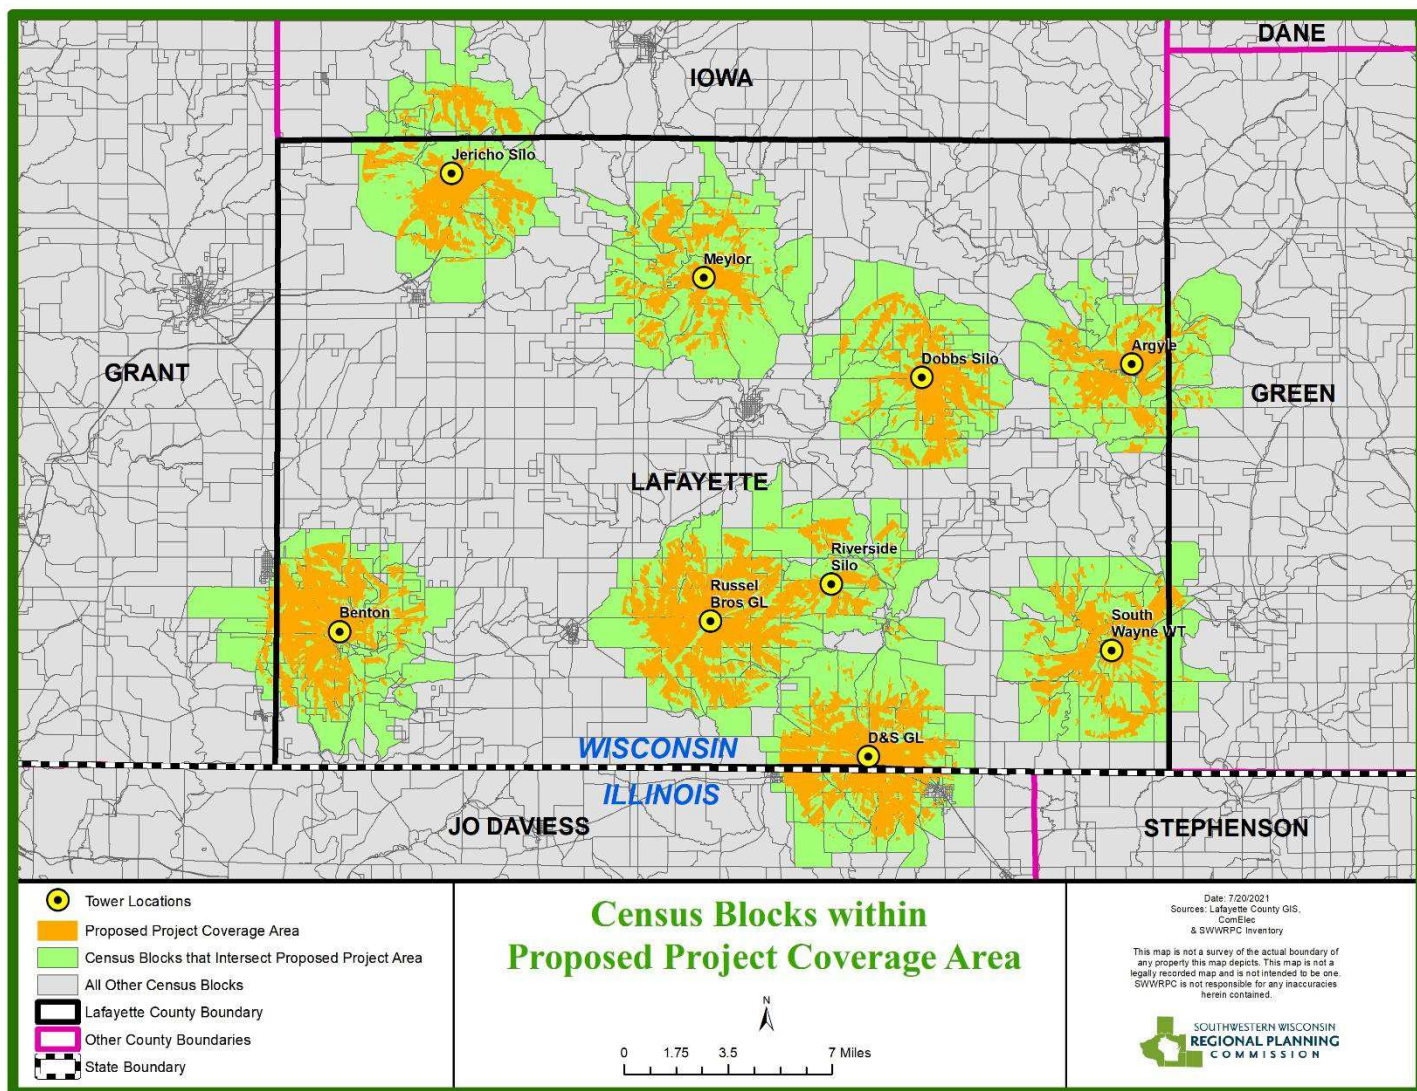 DANE
IOWA
Jericho Silo
Meylor
Dobbs Silo
Argyle
GRANT
GREEN
LAFAYETTE
Riverside
Silo
Russel
Bros GL
Benton
South
Wayne WT
D&S GL
WISCONSIN
ILLINOIS
JO DAVIESS
STEPHENSON
Tower Locations
Proposed Project Coverage Area
Census Blocks that Intersect Proposed Project Area
All Other Census Blocks
Lafayette County Boundary
Other County Boundaries
State Boundary
Census Blocks within
Proposed Project Coverage Area
N
0 1.75 3.5 7 Miles
Date: 7/20/2021
Sources: Lafayette County GIS,
ComElec
& SWWRPC Inventory
This map is not a survey of the actual boundary of
any property this map depicts. This map is not a
legally recorded map and is not intended to be one.
SWWRPC is not responsible for any inaccuracies
herein contained.
SOUTHWESTERN WISCONSIN
REGIONAL PLANNING
COMMISSION